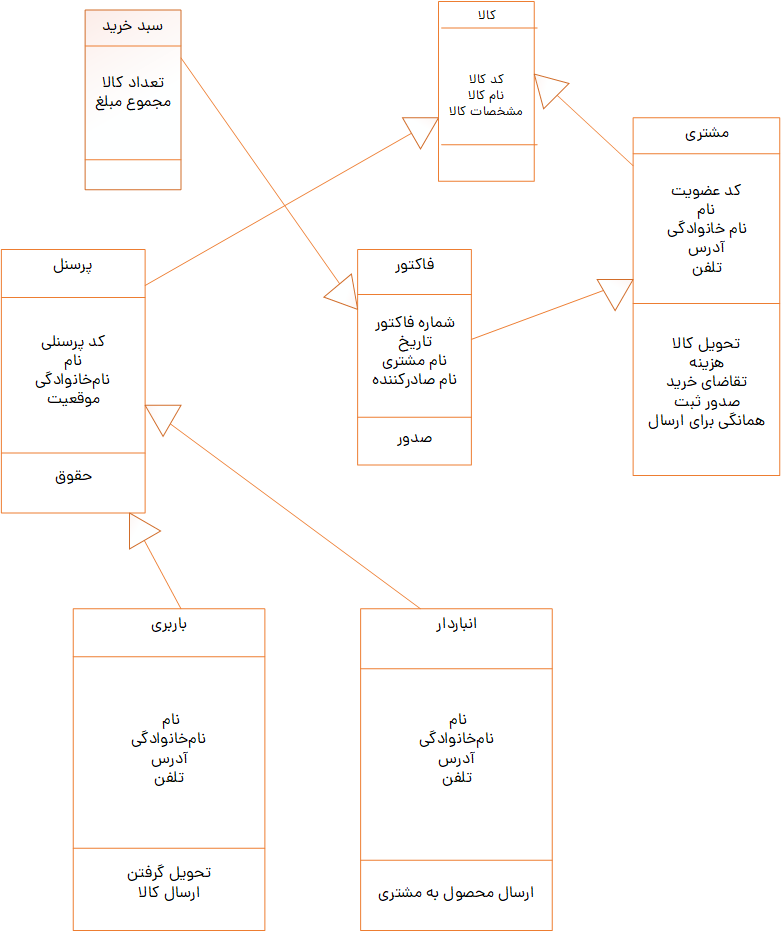 سبد خرید
تعداد کالا
مجموع مبلغ
کالا
کد کالا
نام کالا
مشخصات کالا
مشتری
کد عضویت
نام
نام خانوادگی
آدرس
تلفن
تحویل کالا
هزینه
تقاضای خرید
صدور ثبت
همانگی برای ارسال
پرسنل
کد پرسنلی
نام
نام‌خانوادگی
موقعیت
حقوق
فاکتور
شماره فاکتور
تاریخ
نام مشتری
نام صادرکننده
صدور
باربری
نام
نام‌خانوادگی
آدرس
تلفن
تحویل گرفتن
ارسال کالا
انباردار
نام
نام‌خانوادگی
آدرس
تلفن
ارسال محصول به مشتری